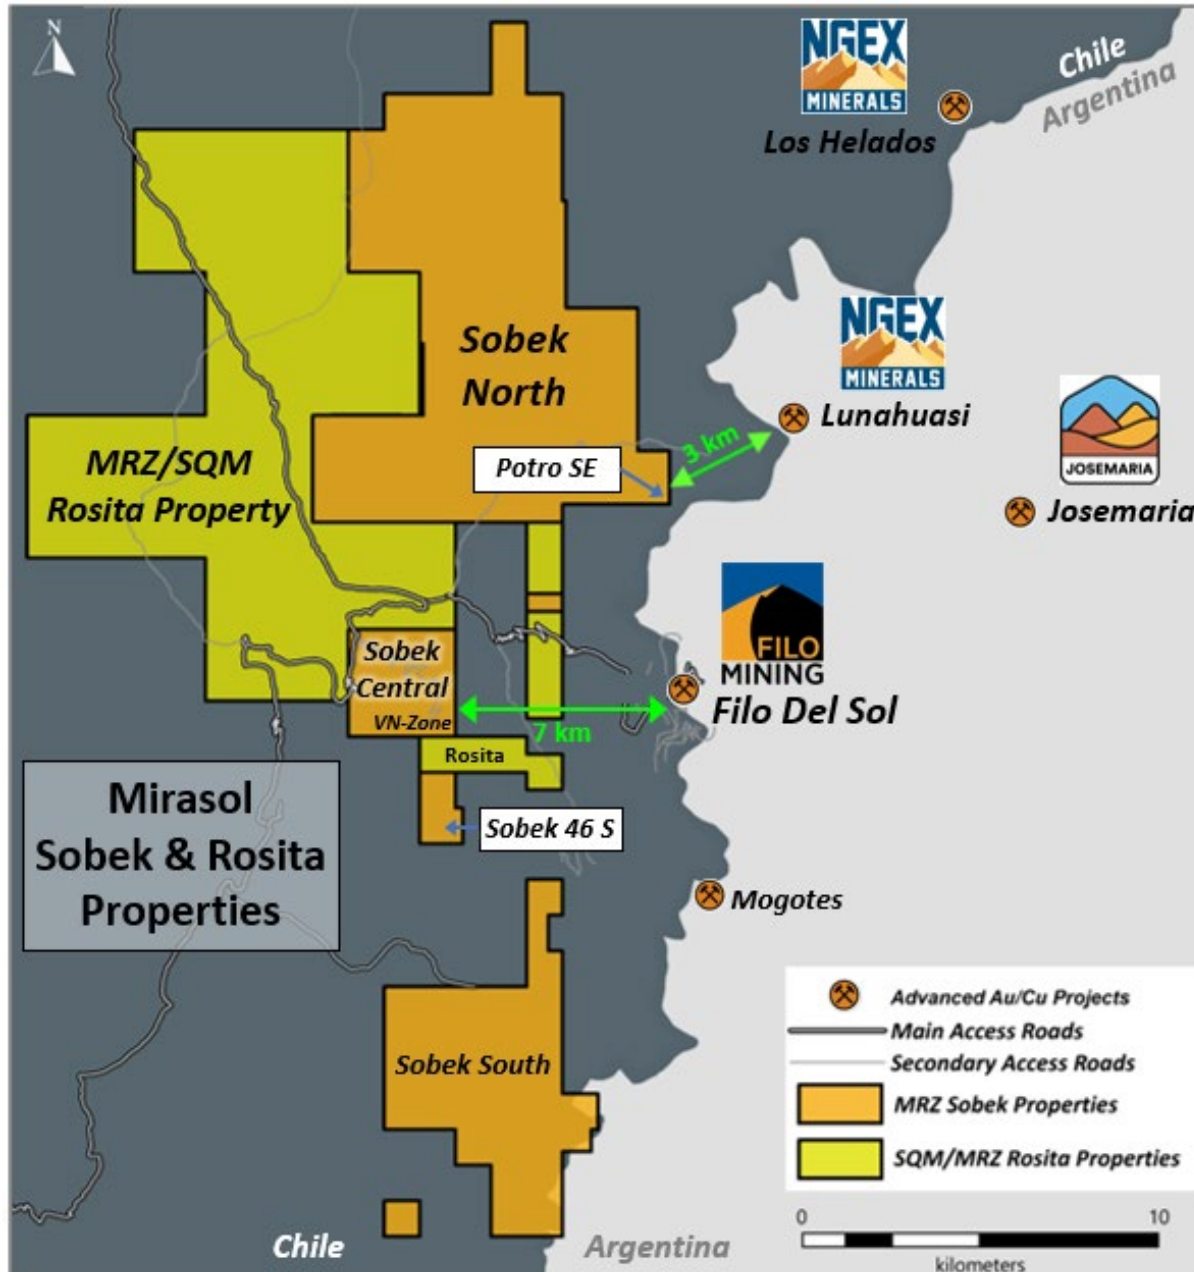 N
NGEX
MINERALS
Los Helados
Chile
Argentina
Sobek
North
NGEX
MINERALS
Lunahuasi
JOSEMARIA
Josemaria
MRZ/SQM
Rosita Property
Potro SE
3 km
FILO
MINING
Filo Del Sol
Sobek
Central
VN-Zone
7 km
Rosita
Mirasol
Sobek & Rosita
Properties
Sobek 46 S
Mogotes
Sobek South
Advanced Au/Cu Projects
Main Access Roads
Secondary Access Roads
MRZ Sobek Properties
SQM/MRZ Rosita Properties
0 10
kilometers
Chile
Argentina